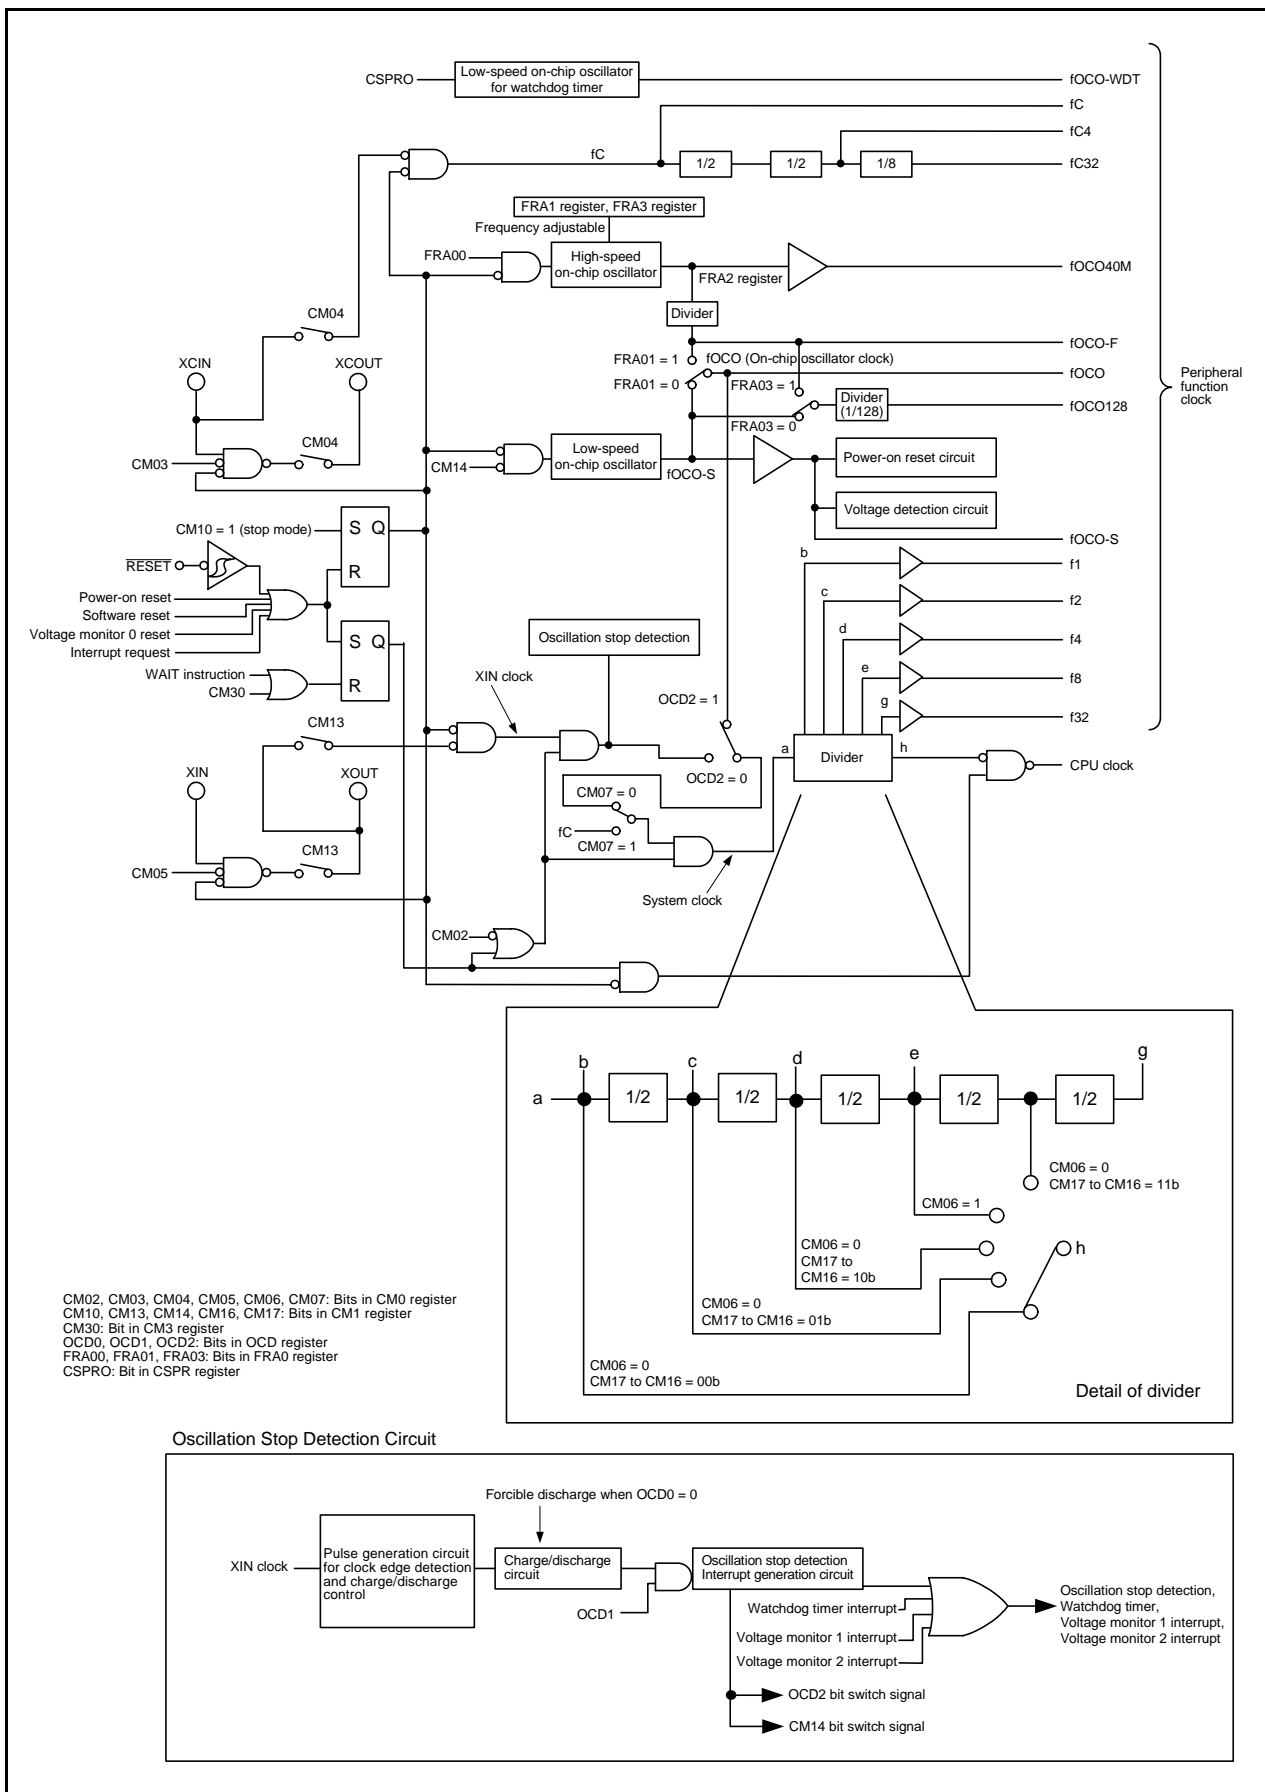 CSPRO
Low-speed on-chip oscillator
for watchdog timer
fOCO-WDT
fC
fC4
fC
1/2
1/2
1/8
fC32
FRA1 register, FRA3 register
Frequency adjustable
FRA00
High-speed
on-chip oscillator
FRA2 register
fOCO40M
Divider
CM04
fOCO-F
FRA01 = 1
fOCO (On-chip oscillator clock)
XCIN
XCOUT
FRA01 = 0
FRA03 = 1
fOCO
Peripheral
function
clock
Divider
(1/128)
fOCO128
FRA03 = 0
CM04
CM03
Low-speed
on-chip oscillator
CM14
fOCO-S
Power-on reset circuit
Voltage detection circuit
fOCO-S
CM10 = 1 (stop mode)
S Q
R
RESET
Power-on reset
Software reset
Voltage monitor 0 reset
Interrupt request
S Q
R
WAIT instruction
CM30
b
f1
c
f2
d
f4
e
f8
g
f32
Oscillation stop detection
XIN clock
OCD2 = 1
CM13
a
Divider
h
CPU clock
OCD2 = 0
XIN
XOUT
CM07 = 0
fC
CM07 = 1
CM13
CM05
System clock
CM02
b
c
d
e
g
a
1/2
1/2
1/2
1/2
1/2
CM06 = 0
CM17 to CM16 = 11b
CM06 = 1
CM06 = 0
CM17 to
CM16 = 10b
h
CM06 = 0
CM17 to CM16 = 01b
CM06 = 0
CM17 to CM16 = 00b
Detail of divider
CM02, CM03, CM04, CM05, CM06, CM07: Bits in CM0 register
CM10, CM13, CM14, CM16, CM17: Bits in CM1 register
CM30: Bit in CM3 register
OCD0, OCD1, OCD2: Bits in OCD register
FRA00, FRA01, FRA03: Bits in FRA0 register
CSPRO: Bit in CSPR register
Oscillation Stop Detection Circuit
Forcible discharge when OCD0 = 0
XIN clock
Pulse generation circuit
for clock edge detection
and charge/discharge
control
Charge/discharge
circuit
OCD1
Oscillation stop detection
Interrupt generation circuit
Watchdog timer interrupt
Voltage monitor 1 interrupt
Voltage monitor 2 interrupt
Oscillation stop detection,
Watchdog timer,
Voltage monitor 1 interrupt,
Voltage monitor 2 interrupt
OCD2 bit switch signal
CM14 bit switch signal